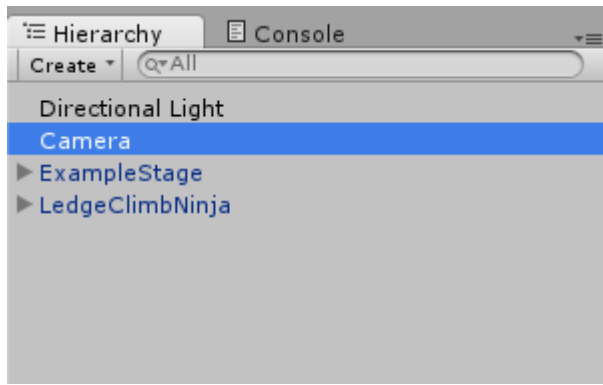 Hierarchy Console
Create All
Directional Light
Camera
ExampleStage
LedgeClimbNinja